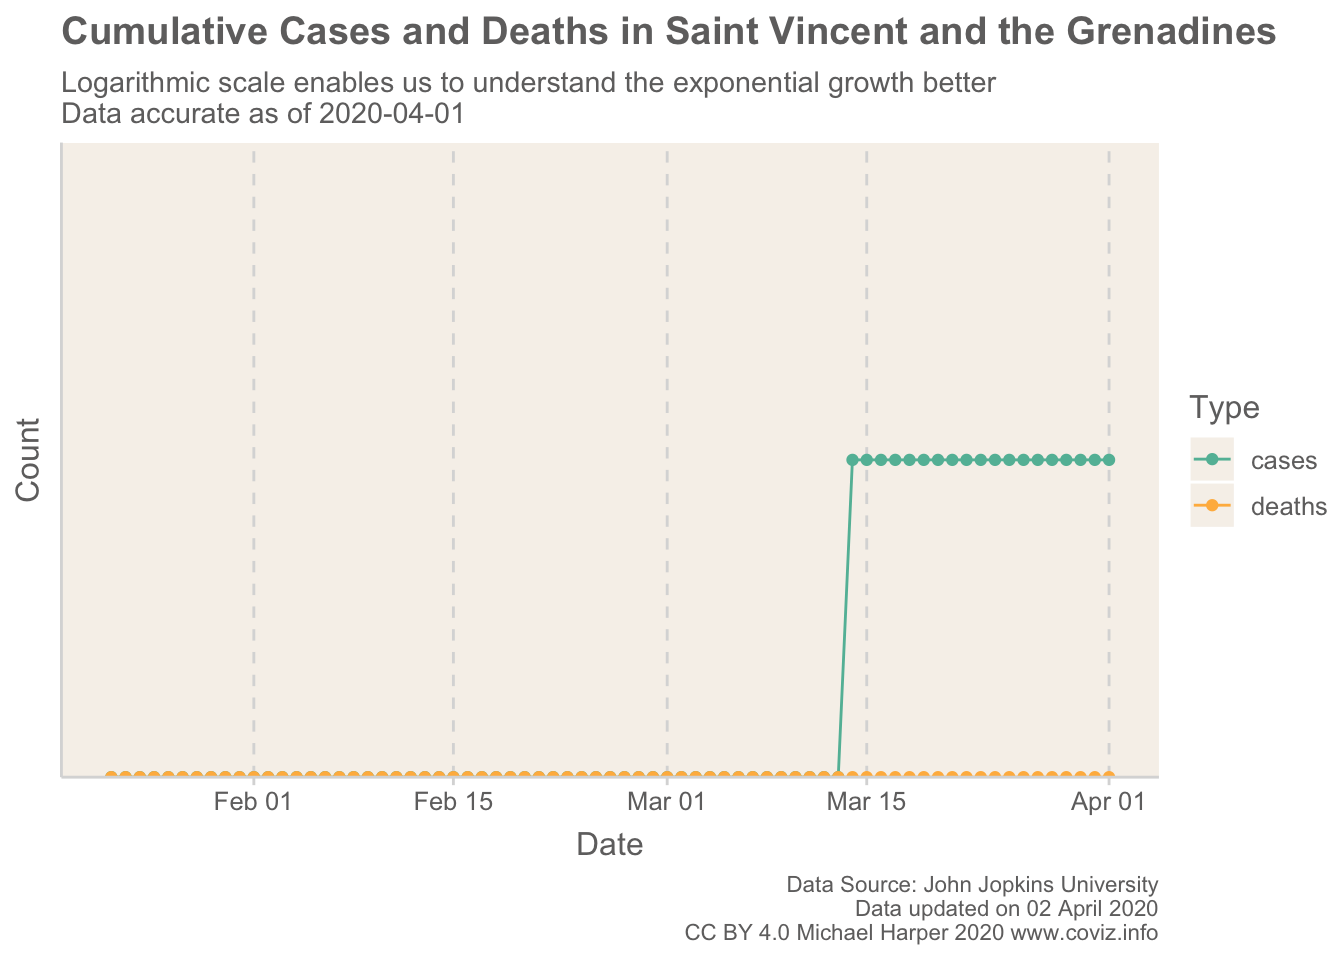 Cumulative Cases and Deaths in Saint Vincent and the Grenadines
Logarithmic scale enables us to understand the exponential growth better
Data accurate as of 2020-04-01
Count
Type
cases
deaths
Feb 01
Feb 15
Mar 01
Mar 15
Apr 01
Date
Data Source: John Jopkins University
Data updated on 02 April 2020
CC BY 4.0 Michael Harper 2020 www.coviz.info